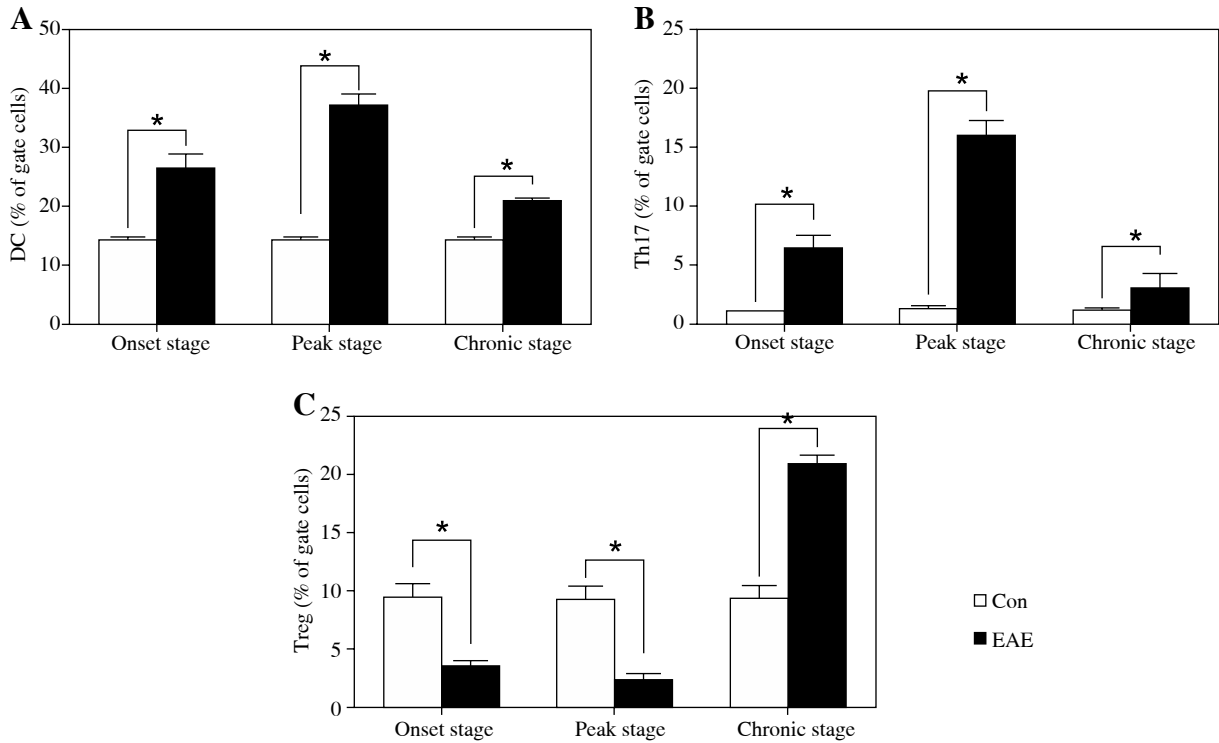 A
DC (% of gate cells)
50
40
30
20
10
0
*
*
*
Onset stage
Peak stage
Chronic stage
B
Th17 (% of gate cells)
25
20
15
10
5
0
*
*
*
Onset stage
Peak stage
Chronic stage
C
Treg (% of gate cells)
25
20
15
10
5
0
*
*
*
Onset stage
Peak stage
Chronic stage
Con
EAE